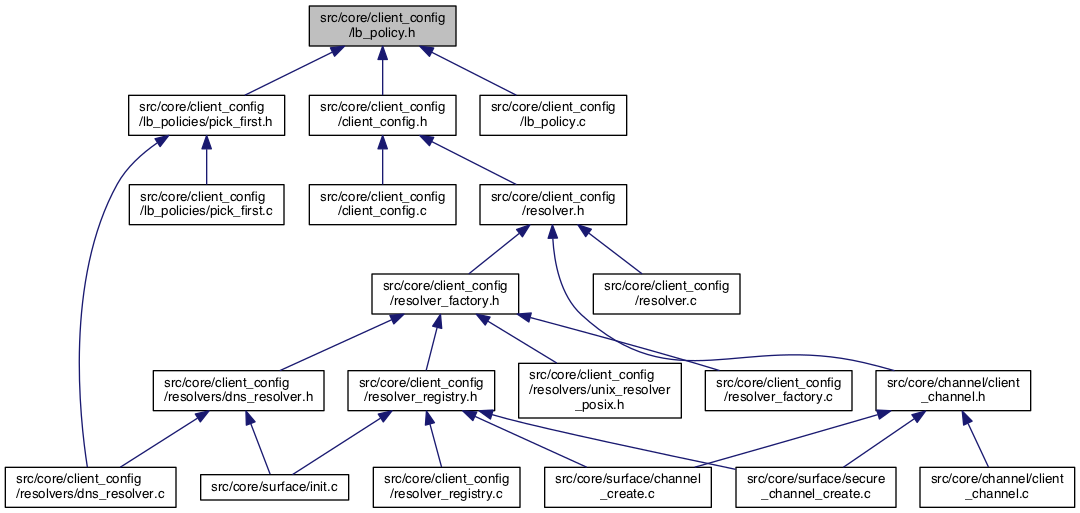 src/core/client_config
/lb_policy.h
src/core/client_config
/lb_policies/pick_first.h
src/core/client_config
/client_config.h
src/core/client_config
/lb_policy.c
src/core/client_config
/lb_policies/pick_first.c
src/core/client_config
/client_config.c
src/core/client_config
/resolver.h
src/core/client_config
/resolver_factory.h
src/core/client_config
/resolver.c
src/core/client_config
/resolvers/dns_resolver.h
src/core/client_config
/resolver_registry.h
src/core/client_config
/resolvers/unix_resolver
_posix.h
src/core/client_config
/resolver_factory.c
src/core/channel/client
_channel.h
src/core/client_config
/resolvers/dns_resolver.c
src/core/surface/init.c
src/core/client_config
/resolver_registry.c
src/core/surface/channel
_create.c
src/core/surface/secure
_channel_create.c
src/core/channel/client
_channel.c